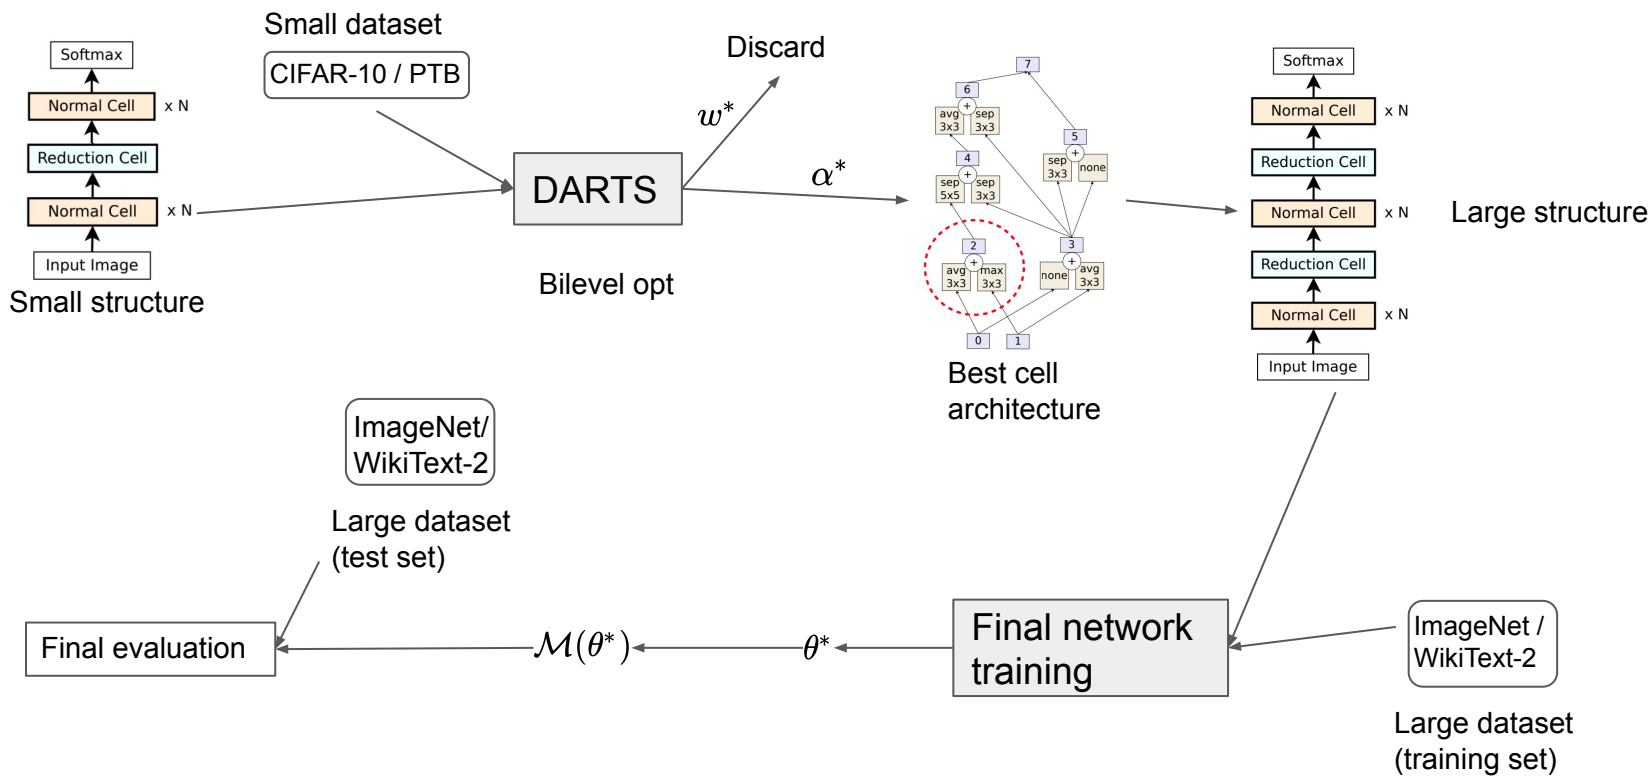 Small dataset
CIFAR-10 / PTB
Softmax
Normal Cell
x N
Reduction Cell
Normal Cell
x N
Input Image
Small structure
DARTS
Bilevel opt
Discard
w*
α*
7
6
+
avg
3x3
sep
3x3
5
+
sep
3x3
none
4
+
sep
5x5
sep
3x3
2
+
avg
3x3
max
3x3
3
+
none
avg
3x3
0
1
Best cell
architecture
Softmax
Normal Cell
x N
Reduction Cell
Normal Cell
x N
Reduction Cell
Normal Cell
x N
Input Image
Large structure
ImageNet/
WikiText-2
Large dataset
(test set)
Final evaluation
M(θ*)
θ*
Final network
training
ImageNet /
WikiText-2
Large dataset
(training set)